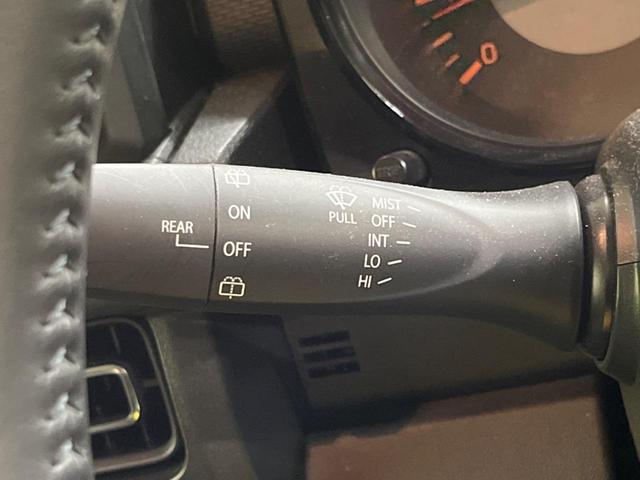 REAR
ON
OFF
PULL
MIST
OFF
INT
LO
HI
0